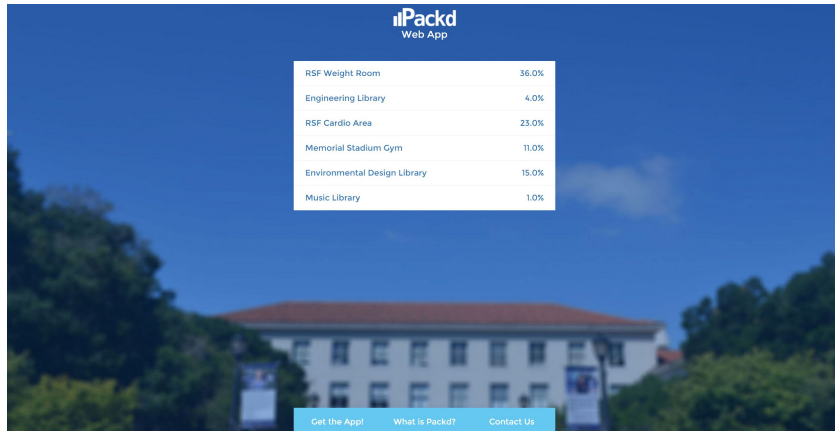 Packd
Web App
RSF Weight Room 36.0%
Engineering Library 4.0%
RSF Cardio Area 23.0%
Memorial Stadium Gym 11.0%
Environmental Design Library 15.0%
Music Library 1.0%
Get the App! What is Packd? Contact Us